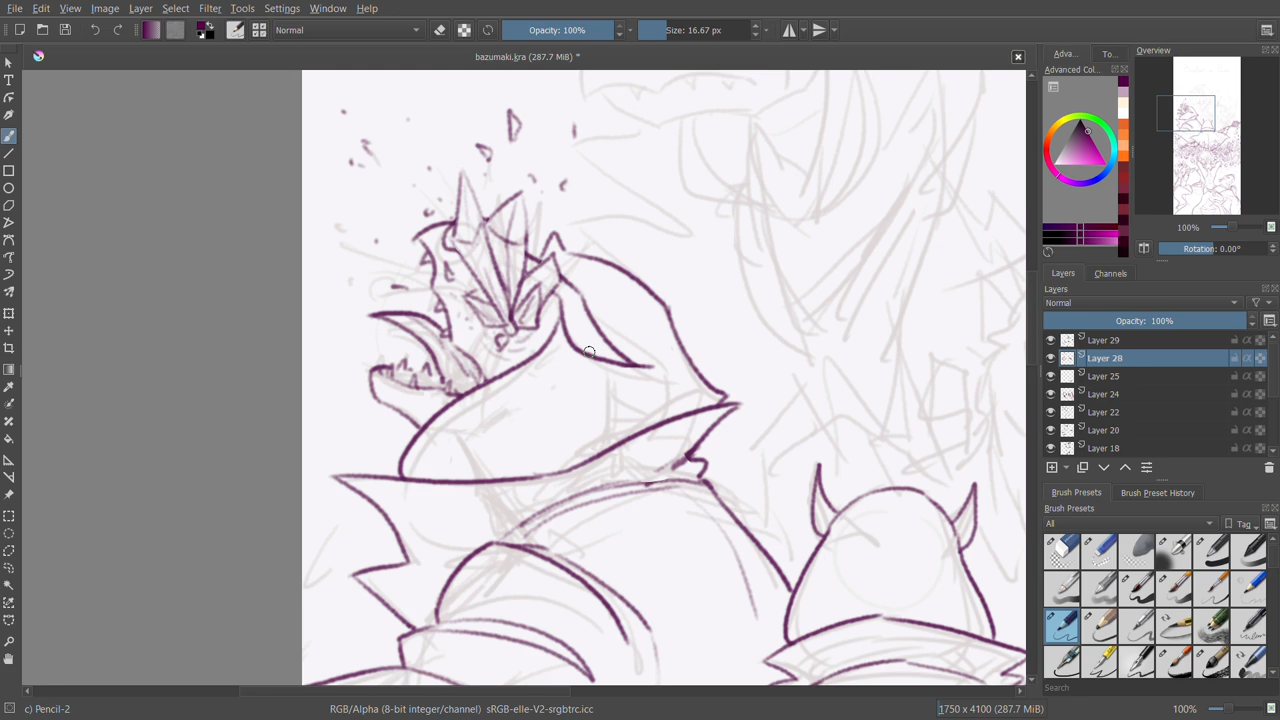 File Edit View Image Layer Select Filter Tools Settings Window Help
Normal
Opacity: 100%
Size: 16.67 px
bazumaki.kra (287.7 MiB) *
Adva...
To...
Overview
Advanced Col...
100%
Rotation: 0.00°
Layers
Channels
Layers
Normal
Opacity: 100%
Layer 29
Layer 28
Layer 25
Layer 24
Layer 22
Layer 20
Layer 18
Brush Presets
Brush Preset History
Brush Presets
All
Tag
Search
c) Pencil-2
RGB/Alpha (8-bit integer/channel) sRGB-elle-V2-srgbtrc.icc
1750 x 4100 (287.7 MiB)
100%